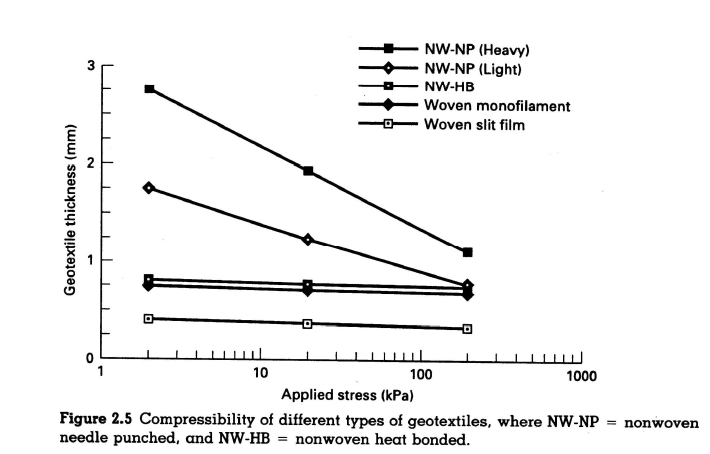 NW-NP (Heavy)
NW-NP (Light)
NW-HB
Woven monofilament
Woven slit film
3
2
1
0
Geotextile thickness (mm)
1
10
100
1000
Applied stress (kPa)
Figure 2.5 Compressibility of different types of geotextiles, where NW-NP = nonwoven
needle punched, and NW-HB = nonwoven heat bonded.